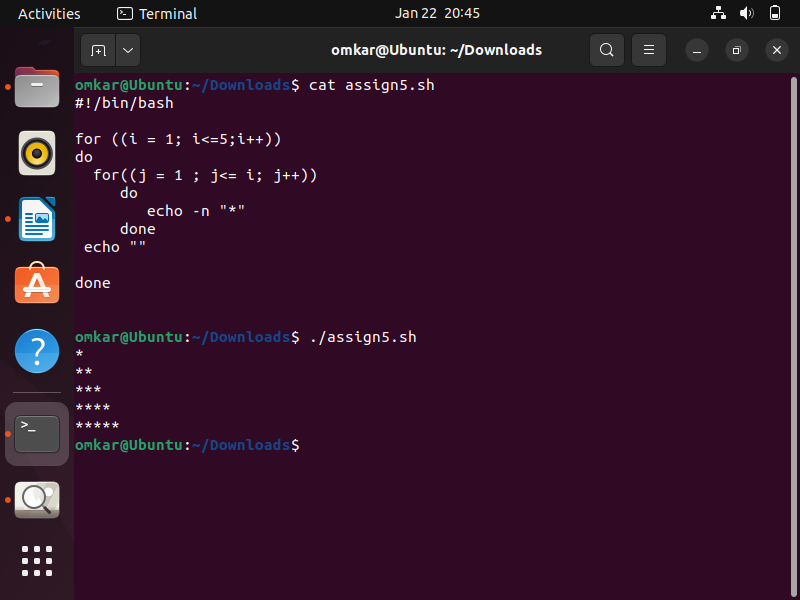 Activities Terminal Jan 22 20:45
omkar@Ubuntu: ~/Downloads
omkar@Ubuntu:~/Downloads$ cat assign5.sh
#!/bin/bash

for ((i = 1; i<=5;i++))
do
  for((j = 1 ; j<= i; j++))
     do
        echo -n "*"
     done
 echo ""

done


omkar@Ubuntu:~/Downloads$ ./assign5.sh
*
**
***
****
*****
omkar@Ubuntu:~/Downloads$